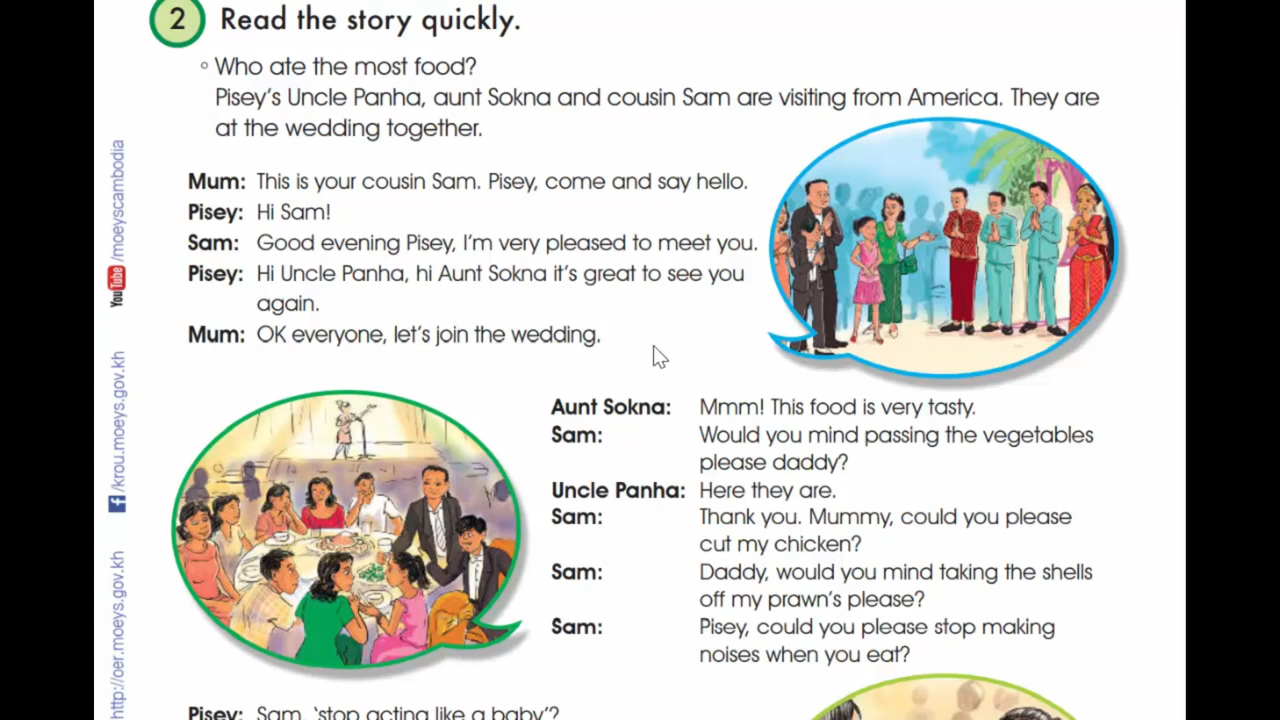 2 Read the story quickly.
° Who ate the most food?
Pisey's Uncle Panha, aunt Sokna and cousin Sam are visiting from America. They are
at the wedding together.
Mum: This is your cousin Sam. Pisey, come and say hello.
Pisey: Hi Sam!
Sam: Good evening Pisey, I'm very pleased to meet you.
Pisey: Hi Uncle Panha, hi Aunt Sokna it's great to see you
again.
Mum: OK everyone, let's join the wedding.
Aunt Sokna: Mmm! This food is very tasty.
Sam: Would you mind passing the vegetables
please daddy?
Uncle Panha: Here they are.
Sam: Thank you. Mummy, could you please
cut my chicken?
Sam: Daddy, would you mind taking the shells
off my prawn's please?
Sam: Pisey, could you please stop making
noises when you eat?
Pisey: Sam, 'stop acting like a baby'?
YouTube /moeyscambodia
f /krou.moeys.gov.kh
http://oer.moeys.gov.kh